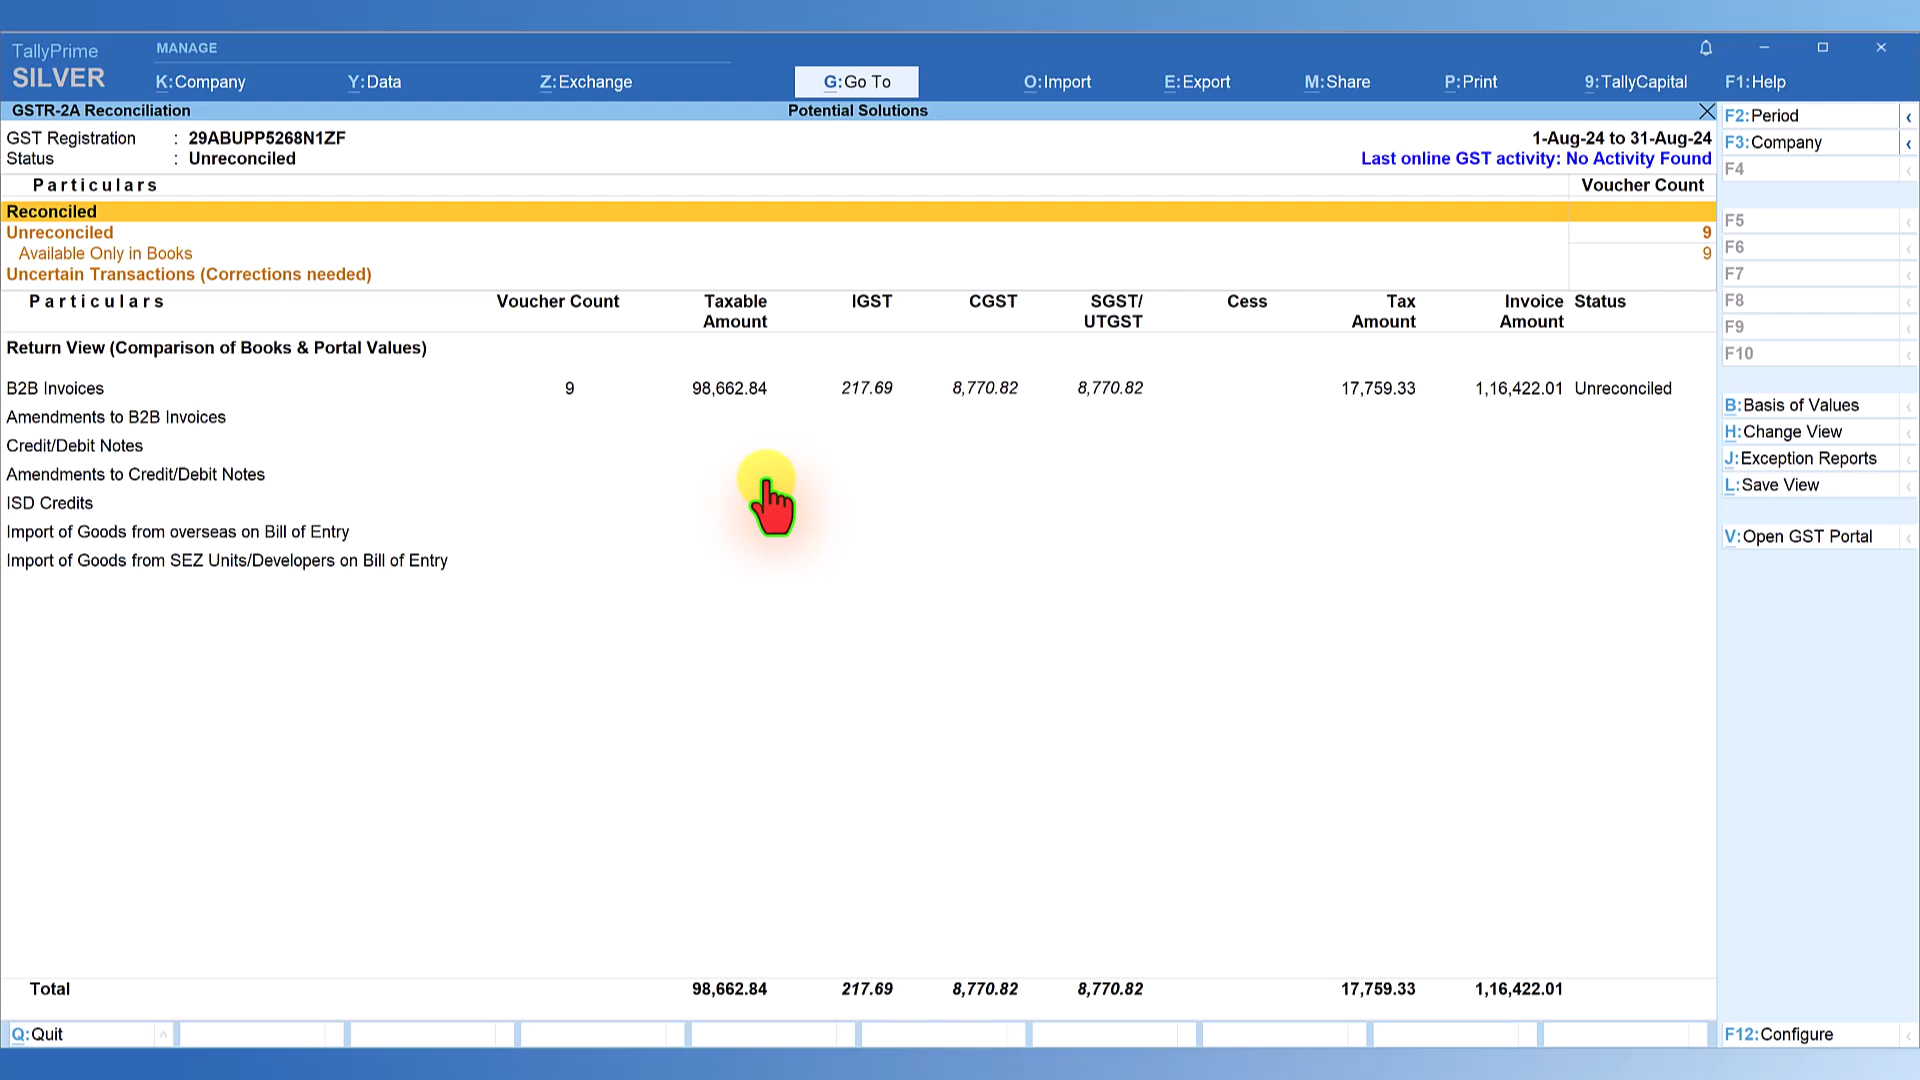 TallyPrime
SILVER
MANAGE
K:Company Y:Data Z:Exchange G:Go To O:Import E:Export M:Share P:Print 9:TallyCapital F1:Help
GSTR-2A Reconciliation Potential Solutions
GST Registration : 29ABUPP5268N1ZF 1-Aug-24 to 31-Aug-24
Status : Unreconciled Last online GST activity: No Activity Found
Particulars Voucher Count
Reconciled
Unreconciled 9
Available Only in Books 9
Uncertain Transactions (Corrections needed)
Particulars Voucher Count Taxable Amount IGST CGST SGST/ UTGST Cess Tax Amount Invoice Amount Status
Return View (Comparison of Books & Portal Values)
B2B Invoices 9 98,662.84 217.69 8,770.82 8,770.82 17,759.33 1,16,422.01 Unreconciled
Amendments to B2B Invoices
Credit/Debit Notes
Amendments to Credit/Debit Notes
ISD Credits
Import of Goods from overseas on Bill of Entry
Import of Goods from SEZ Units/Developers on Bill of Entry
Total 98,662.84 217.69 8,770.82 8,770.82 17,759.33 1,16,422.01
Q:Quit
F2:Period
F3:Company
F4
F5
F6
F7
F8
F9
F10
B:Basis of Values
H:Change View
J:Exception Reports
L:Save View
V:Open GST Portal
F12:Configure